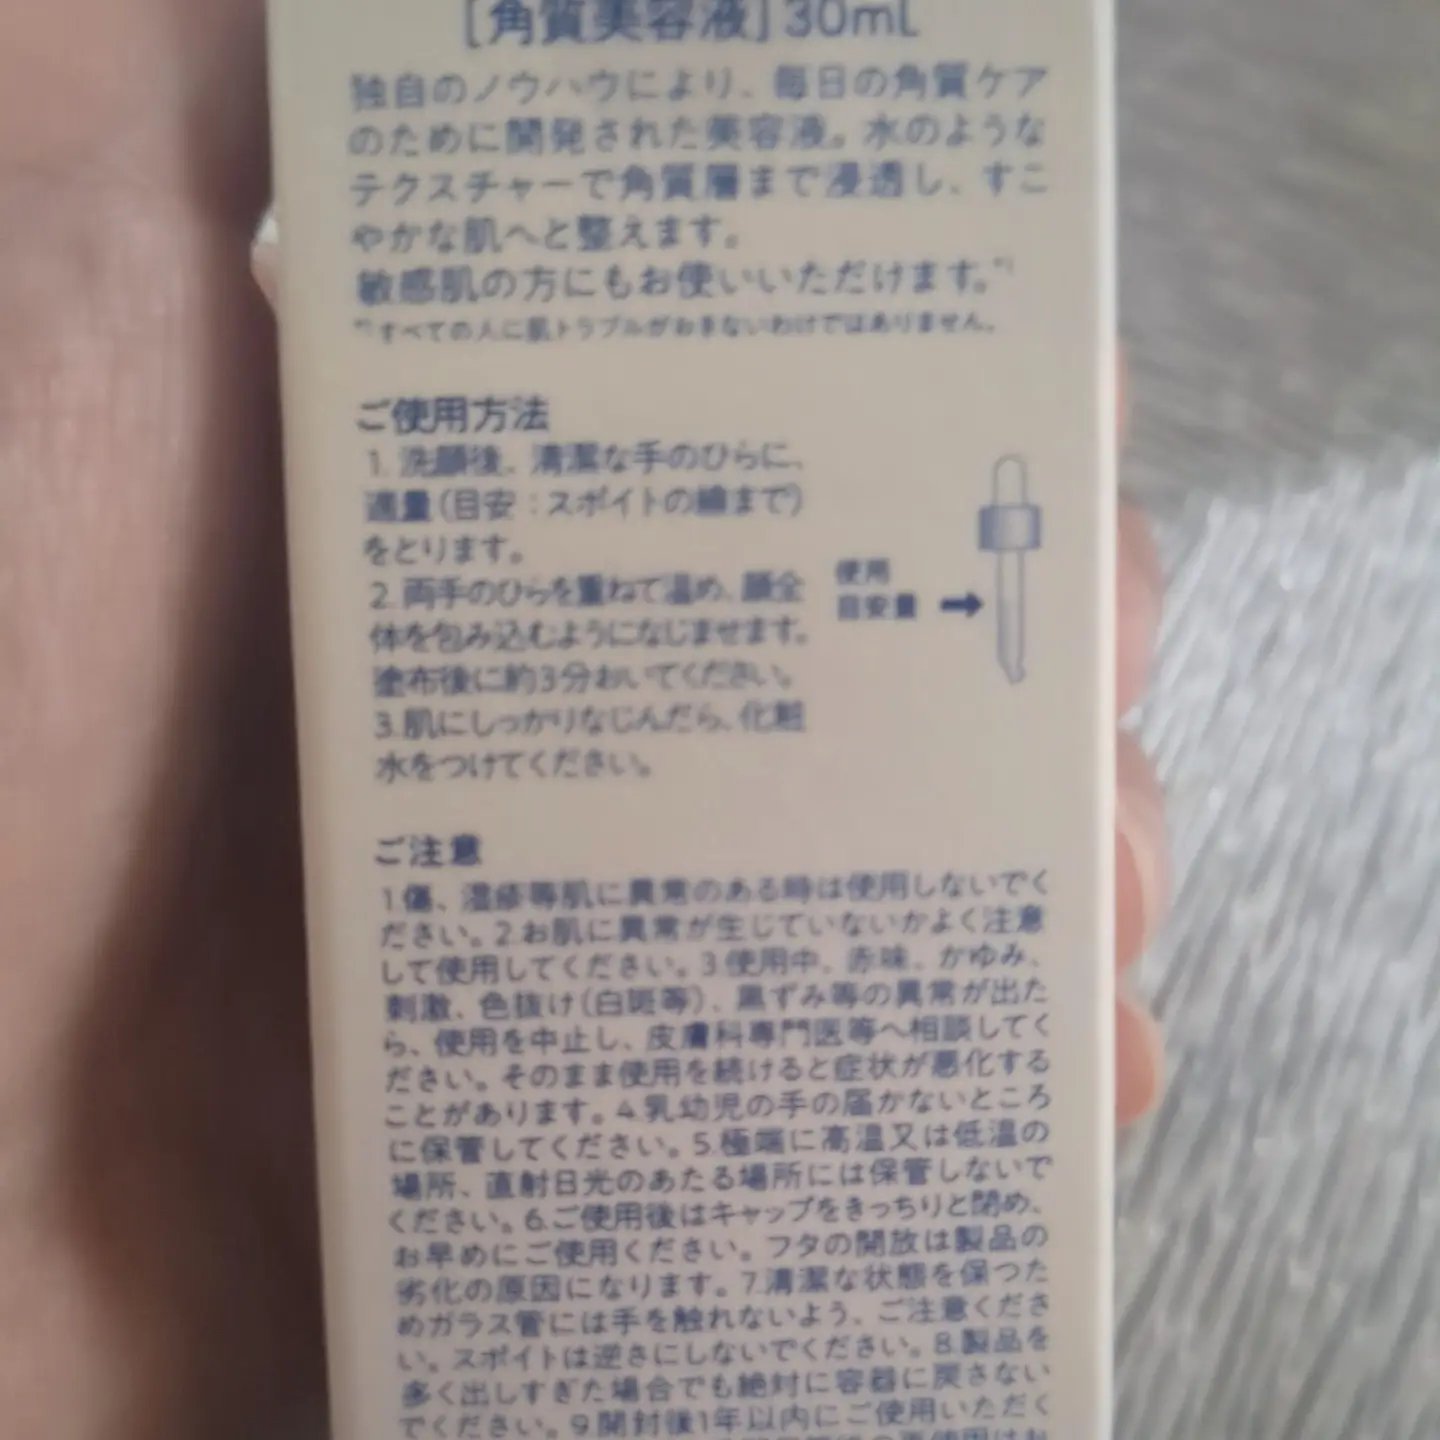 [角質美容液] 30mL
独自のノウハウにより、毎日の角質ケア
のために開発された美容液。水のような
テクスチャーで角質層まで浸透し、すこ
やかな肌へと整えます。
敏感肌の方にもお使いいただけます。*1
*1 すべての人に肌トラブルがおきないわけではありません。
ご使用方法
1. 洗顔後、清潔な手のひらに、
適量(目安:スポイトの線まで)
をとります。
2. 両手のひらを重ねて温め、顔全
体を包み込むようになじませます。
塗布後に約3分おいてください。
3. 肌にしっかりなじんだら、化粧
水をつけてください。
使用
目安量
ご注意
1.傷、湿疹等肌に異常のある時は使用しないでく
ださい。2.お肌に異常が生じていないかよく注意
して使用してください。3.使用中、赤味、かゆみ、
刺激、色抜け(白斑等)、黒ずみ等の異常が出た
ら、使用を中止し、皮膚科専門医等へ相談してく
ださい。そのまま使用を続けると症状が悪化する
ことがあります。4.乳幼児の手の届かないところ
に保管してください。5.極端に高温又は低温の
場所、直射日光のあたる場所には保管しないで
ください。6.ご使用後はキャップをきっちりと閉め、
お早めにご使用ください。フタの開放は製品の
劣化の原因になります。7.清潔な状態を保つた
めガラス管には手を触れないよう、ご注意くださ
い。スポイトは逆さにしないでください。8.製品を
多く出しすぎた場合でも絶対に容器に戻さない
でください。9.開封後1年以内にご使用いただく